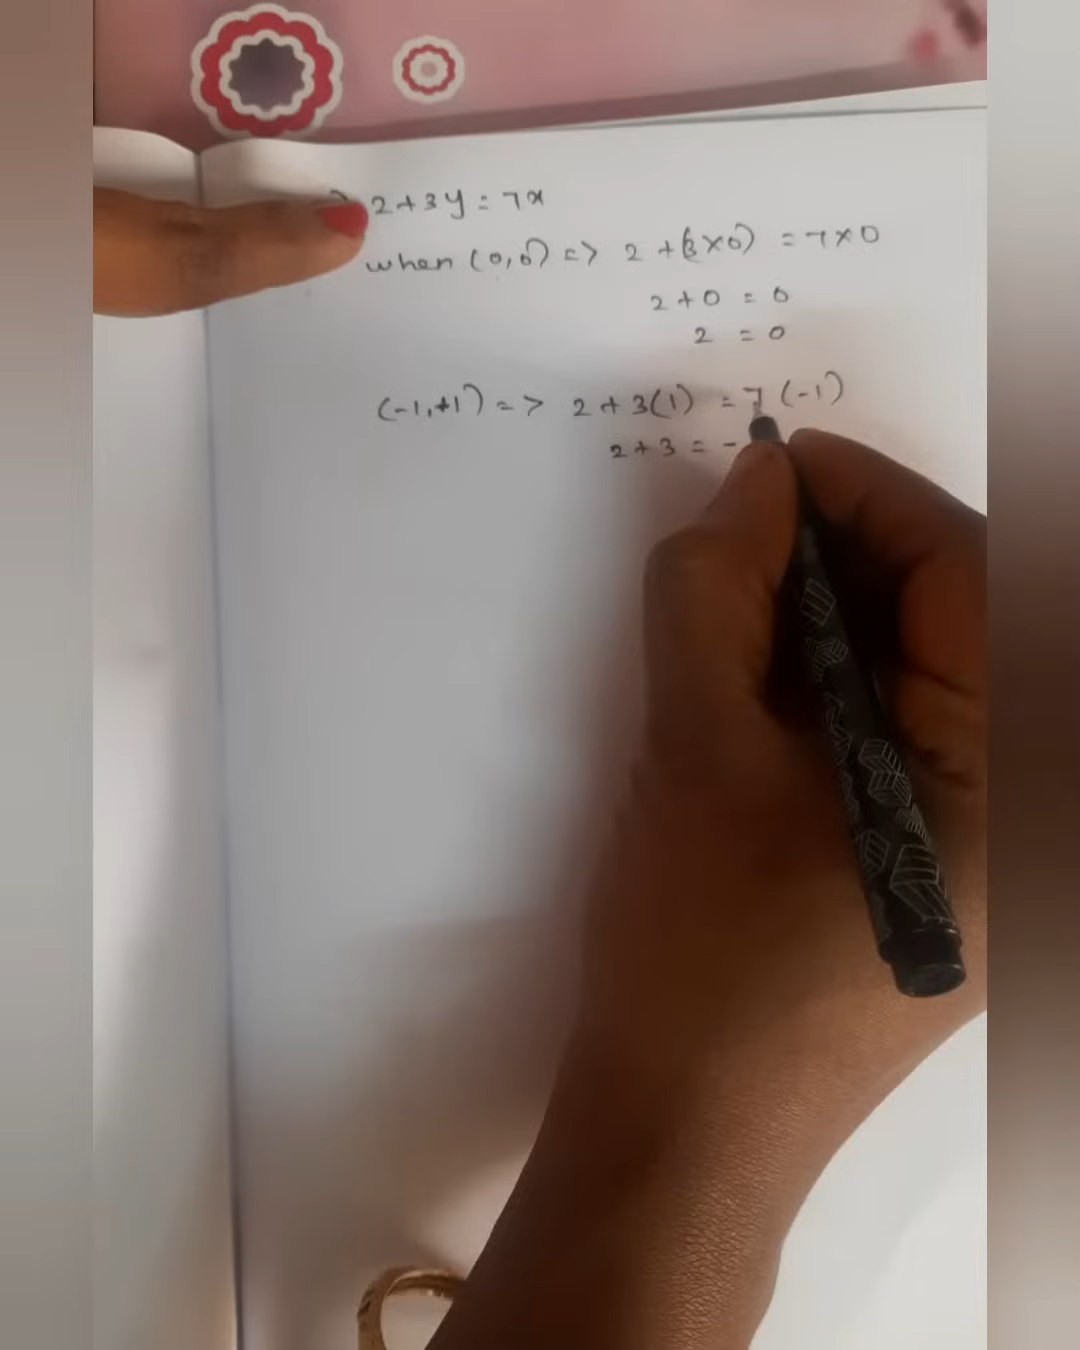 2+3y = 7x
when (0,0) => 2 + (3×0) = 7×0
2+0 = 0
2 = 0
(-1,+1) => 2 + 3(1) = 7(-1)
2+3 = -